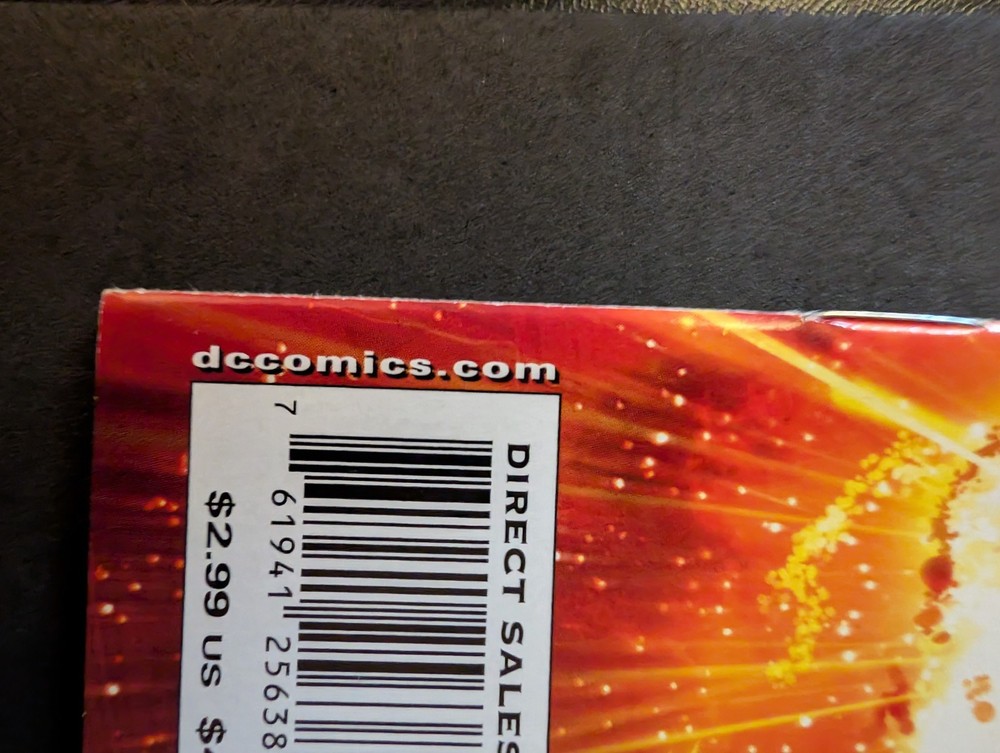 dccomics.com
DIRECT SALES
7 61941 25638
$2.99 US